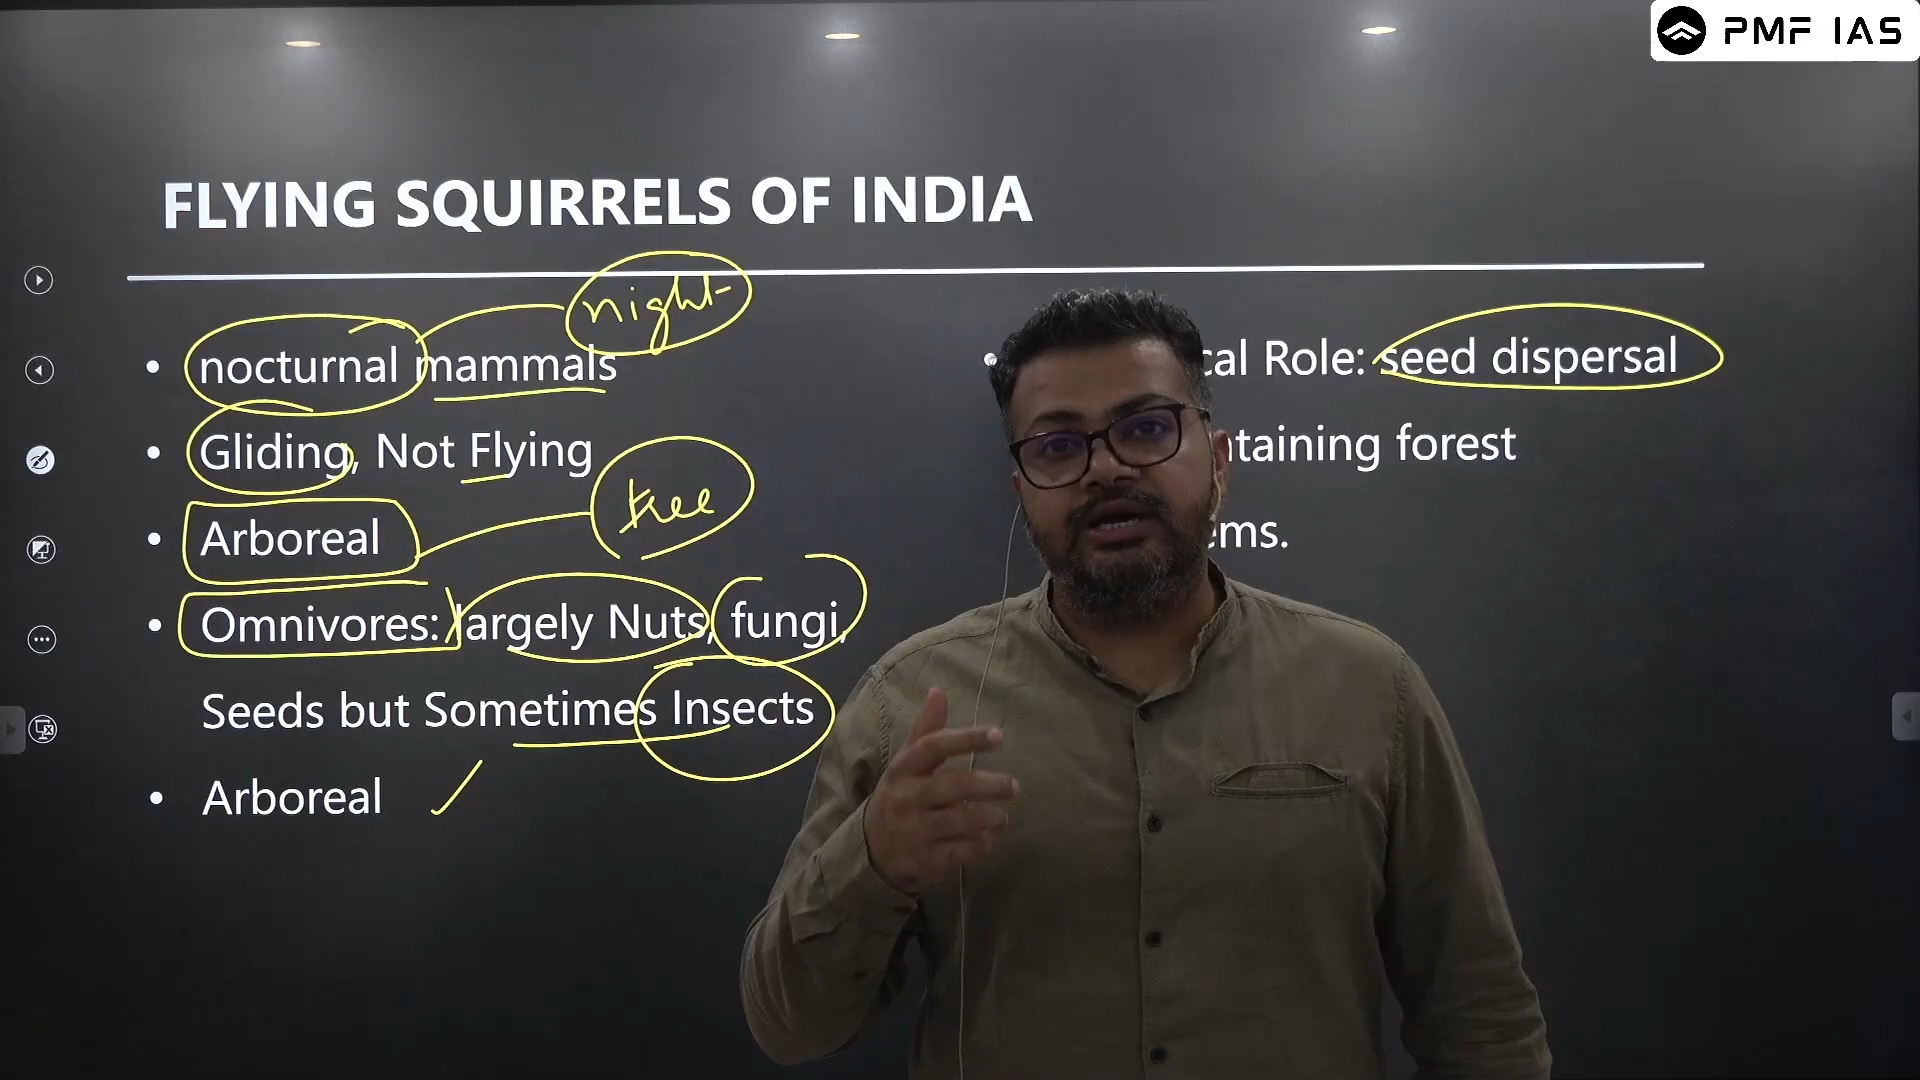 PMF IAS
FLYING SQUIRRELS OF INDIA
night
• nocturnal mammals
• Gliding, Not Flying
tree
• Arboreal
• Omnivores: largely Nuts, fungi,
Seeds but Sometimes Insects
• Arboreal
• cal Role: seed dispersal
ntaining forest
ems.